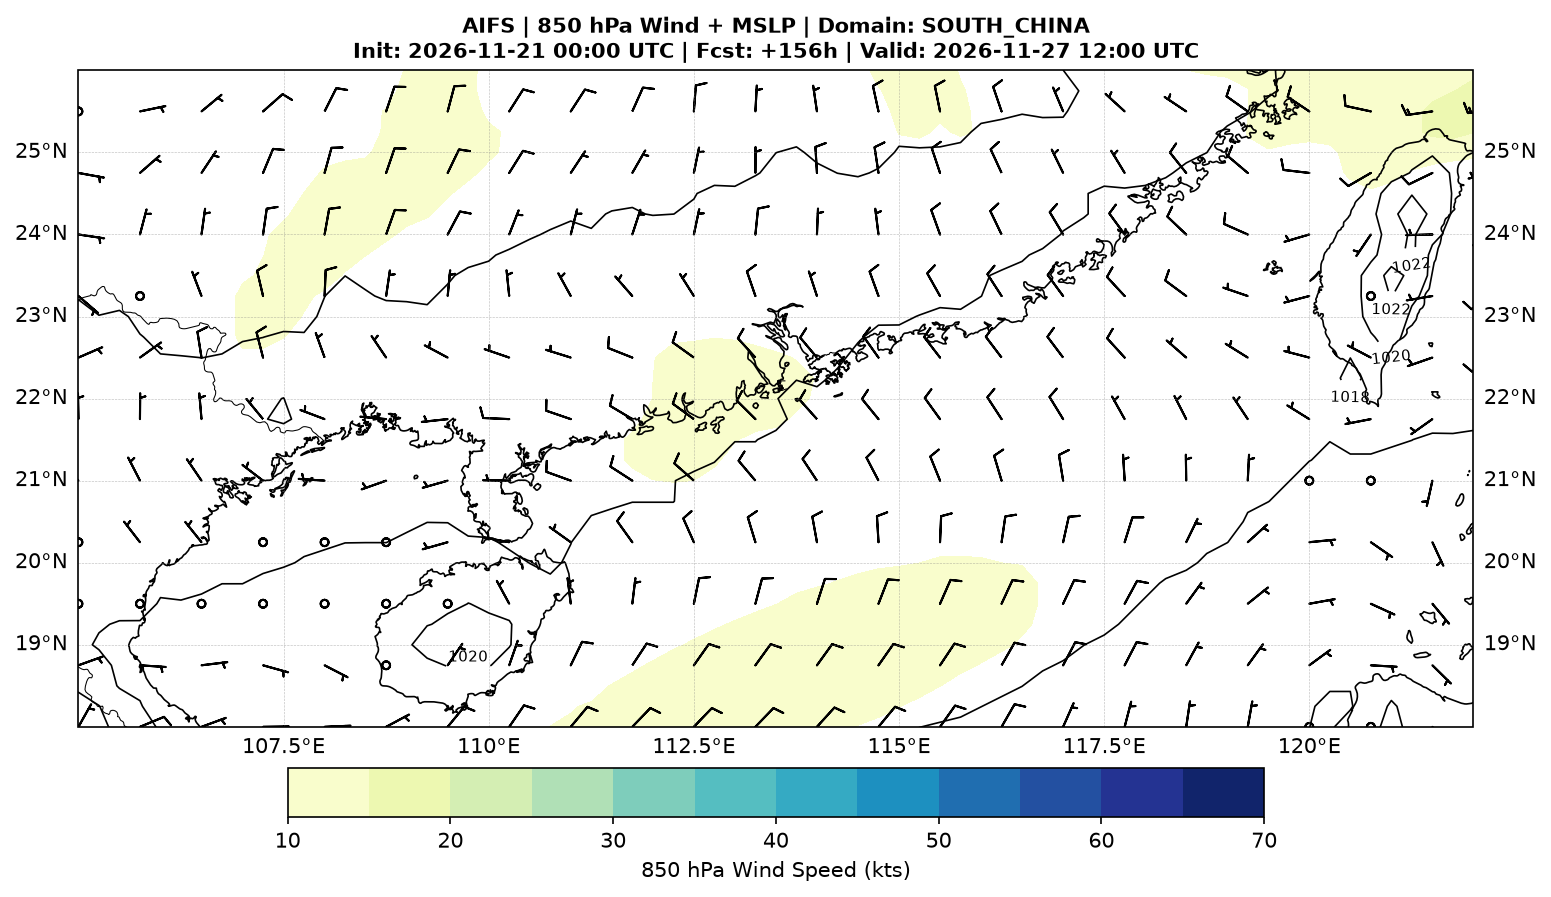 AIFS | 850 hPa Wind + MSLP | Domain: SOUTH_CHINA
Init: 2026-11-21 00:00 UTC | Fcst: +156h | Valid: 2026-11-27 12:00 UTC
25°N 25°N
24°N 24°N
1022
23°N 1022 23°N
1020
22°N 1018 22°N
21°N 21°N
20°N 20°N
19°N 1020 19°N
107.5°E 110°E 112.5°E 115°E 117.5°E 120°E
10 20 30 40 50 60 70
850 hPa Wind Speed (kts)